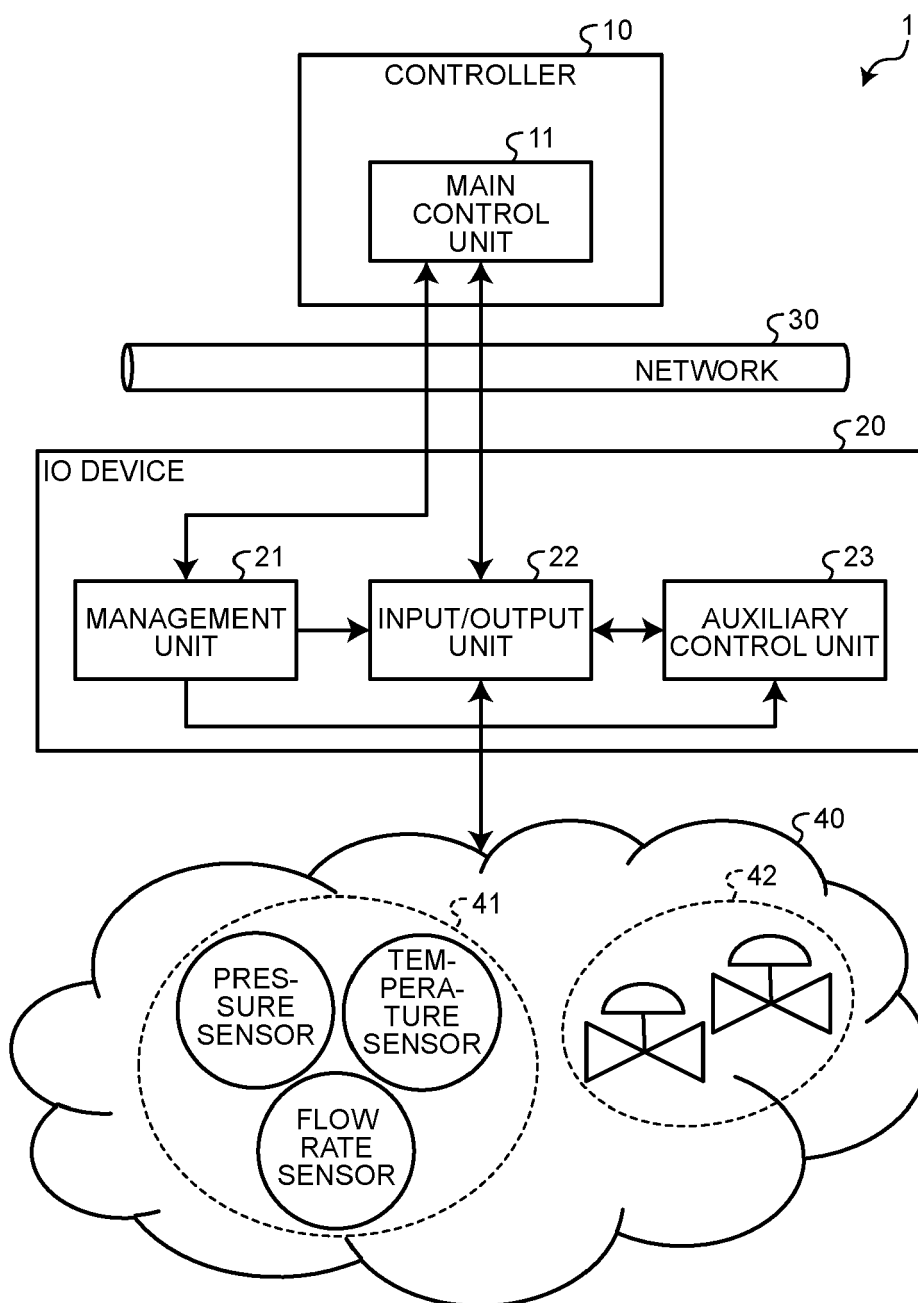 1
10
CONTROLLER
11
MAIN
CONTROL
UNIT
30
NETWORK
20
IO DEVICE
21
MANAGEMENT
UNIT
22
INPUT/OUTPUT
UNIT
23
AUXILIARY
CONTROL UNIT
40
41
42
PRES-
SURE
SENSOR
TEM-
PERA-
TURE
SENSOR
FLOW
RATE
SENSOR